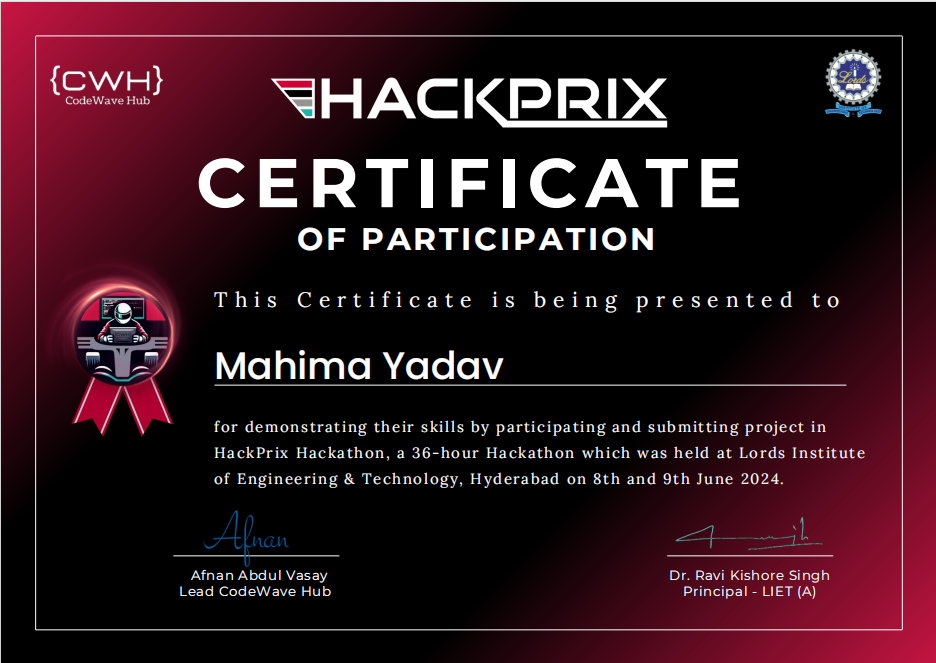 {CWH}
CodeWave Hub
HACKPRIX
Lords
CERTIFICATE
OF PARTICIPATION
This Certificate is being presented to
Mahima Yadav
for demonstrating their skills by participating and submitting project in
HackPrix Hackathon, a 36-hour Hackathon which was held at Lords Institute
of Engineering & Technology, Hyderabad on 8th and 9th June 2024.
Afnan
Afnan Abdul Vasay
Lead CodeWave Hub
Dr. Ravi Kishore Singh
Principal - LIET (A)